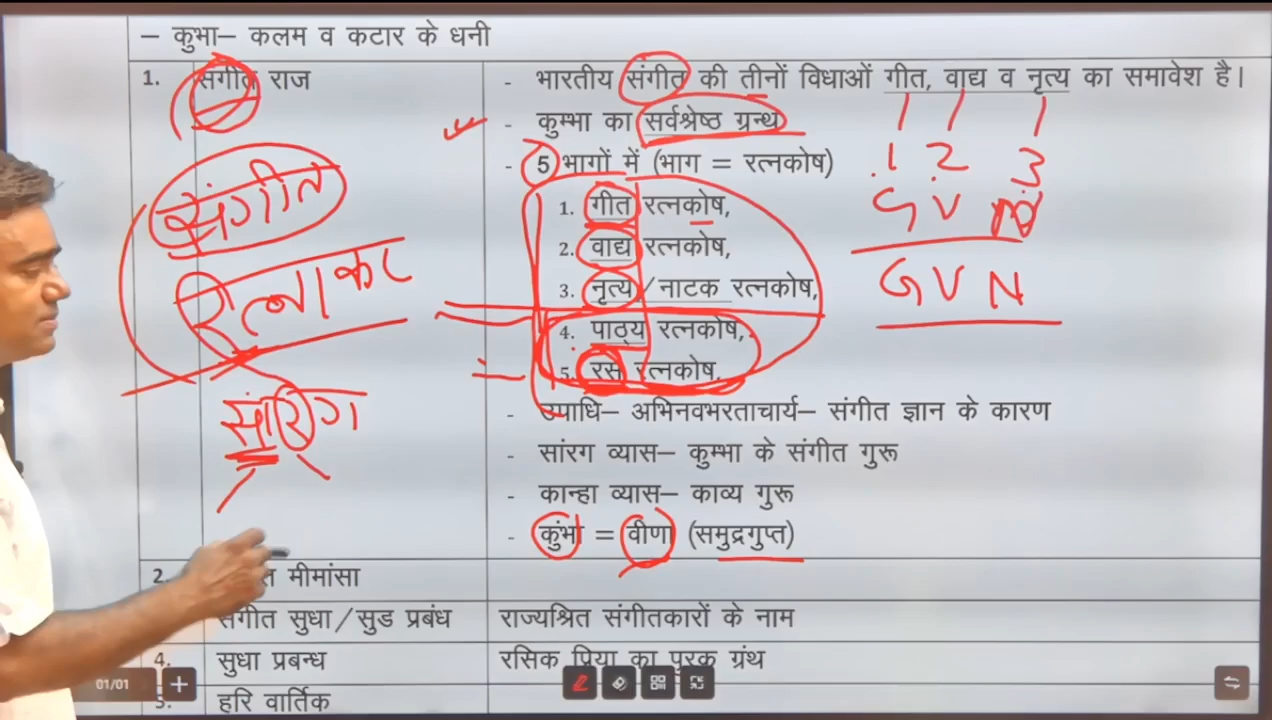 – कुभा– कलम व कटार के धनी
1. संगीत राज
- भारतीय संगीत की तीनों विधाओं गीत, वाद्य व नृत्य का समावेश है।
- कुम्भा का सर्वश्रेष्ठ ग्रन्थ
- 5 भागों में (भाग = रत्नकोष)
1. गीत रत्नकोष,
2. वाद्य रत्नकोष,
3. नृत्य / नाटक रत्नकोष,
4. पाठ्य रत्नकोष,
5. रस रत्नकोष,
- उपाधि– अभिनवभरताचार्य– संगीत ज्ञान के कारण
- सांरग व्यास– कुम्भा के संगीत गुरू
- कान्हा व्यास– काव्य गुरू
- कुंभा = वीणा (समुद्रगुप्त)
संगीत
रत्नाकर
सारंग
1 2 3
G V N
G V N
2. मीमांसा
संगीत सुधा / सुड प्रबंध राज्यश्रित संगीतकारों के नाम
4. सुधा प्रबन्ध रसिक प्रिया का पुरक ग्रंथ
5. हरि वार्तिक
01/01